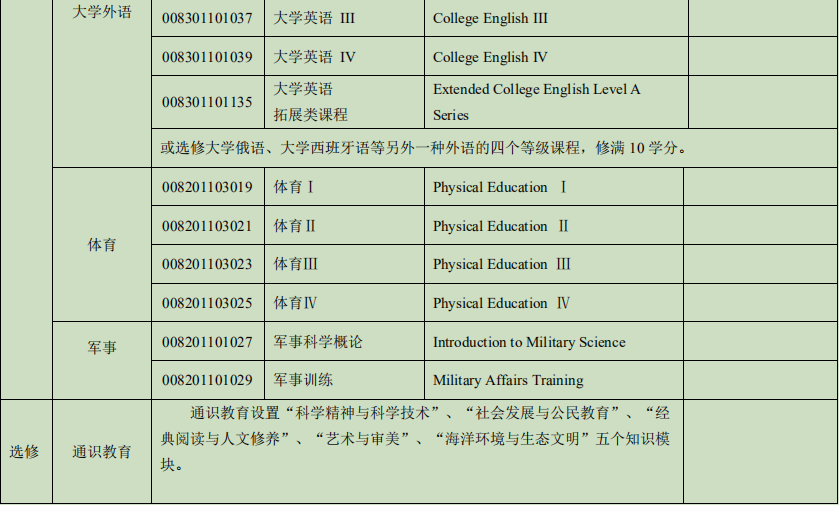 大学外语
008301101037 大学英语 III College English III
008301101039 大学英语 IV College English IV
008301101135 大学英语 Extended College English Level A
拓展类课程 Series
或选修大学俄语、大学西班牙语等另外一种外语的四个等级课程，修满 10 学分。
体育
008201103019 体育Ⅰ Physical Education Ⅰ
008201103021 体育Ⅱ Physical Education Ⅱ
008201103023 体育Ⅲ Physical Education Ⅲ
008201103025 体育Ⅳ Physical Education Ⅳ
军事
008201101027 军事科学概论 Introduction to Military Science
008201101029 军事训练 Military Affairs Training
选修 通识教育
通识教育设置“科学精神与科学技术”、“社会发展与公民教育”、“经
典阅读与人文修养”、“艺术与审美”、“海洋环境与生态文明”五个知识模
块。